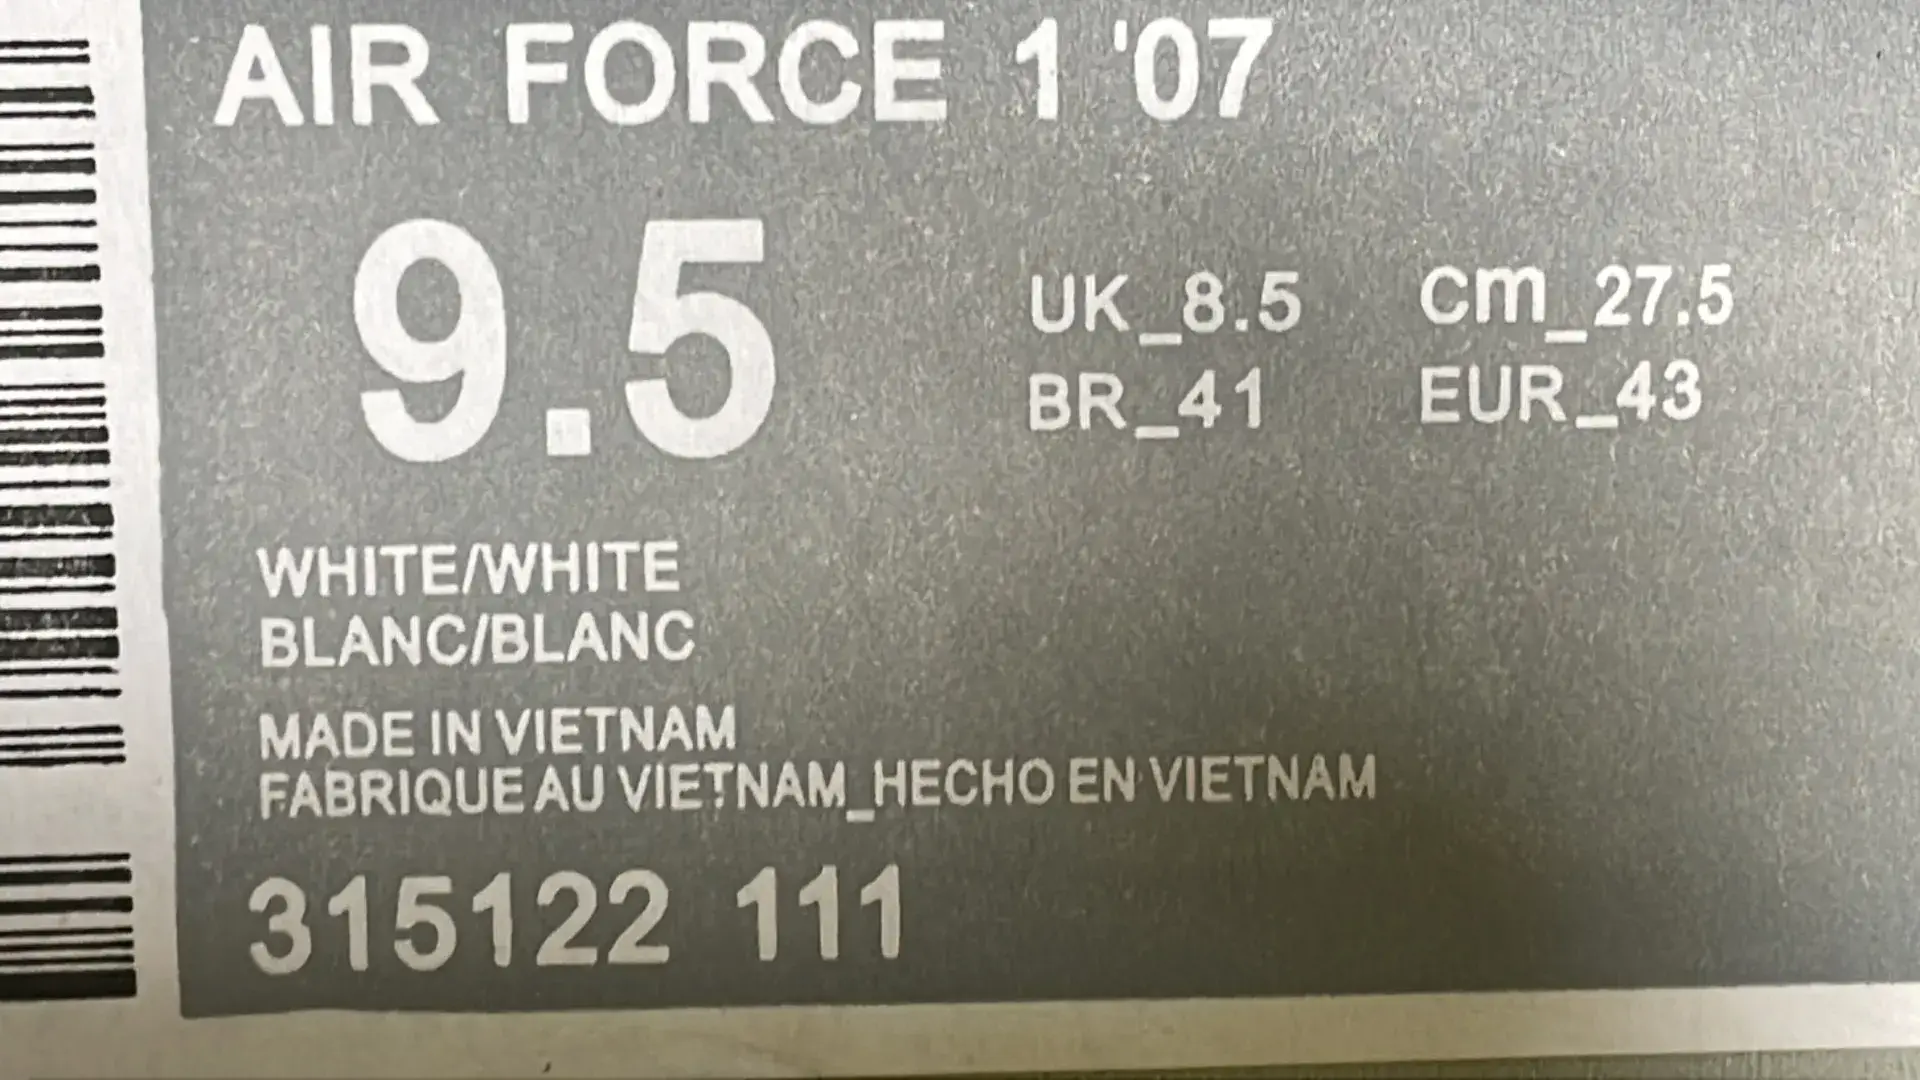 AIR FORCE 1 '07
9.5
UK_8.5 Cm_27.5
BR_41 EUR_43
WHITE/WHITE
BLANC/BLANC
MADE IN VIETNAM
FABRIQUE AU VIETNAM_HECHO EN VIETNAM
315122 111